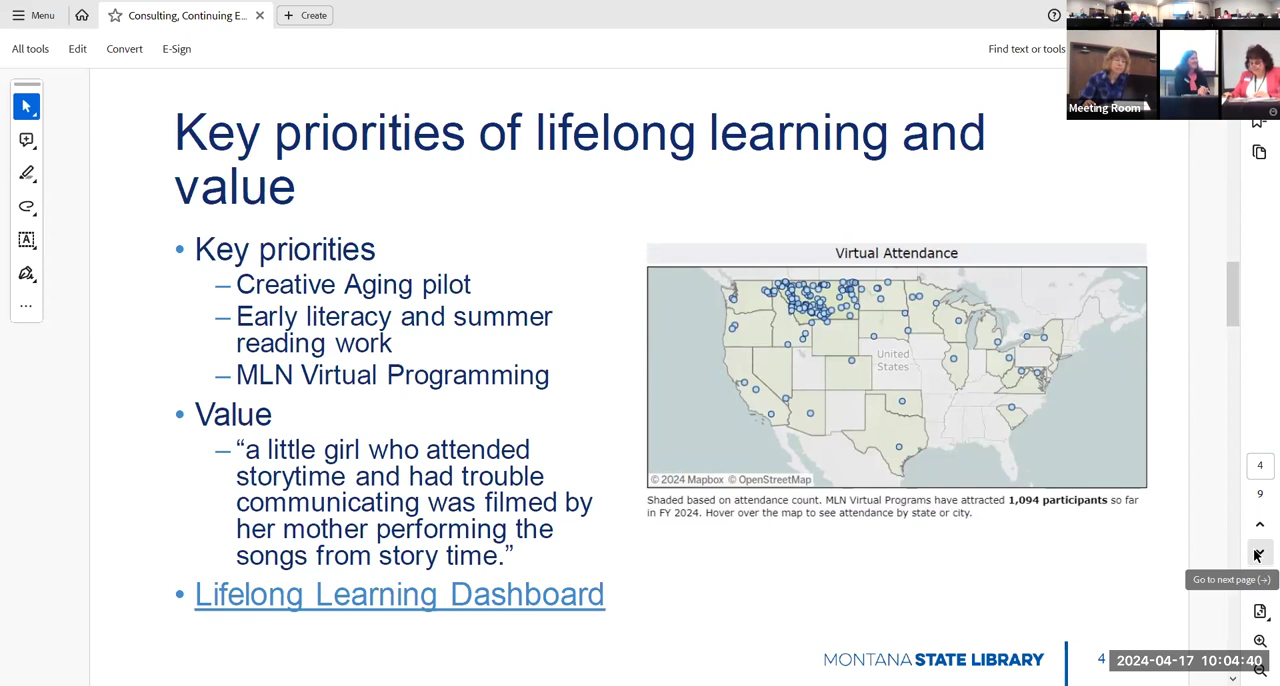 Menu
Consulting, Continuing E...
Create
All tools
Edit
Convert
E-Sign
Find text or tools
Meeting Room
Key priorities of lifelong learning and
value
• Key priorities
– Creative Aging pilot
– Early literacy and summer
reading work
– MLN Virtual Programming
• Value
– “a little girl who attended
storytime and had trouble
communicating was filmed by
her mother performing the
songs from story time.”
• Lifelong Learning Dashboard
Virtual Attendance
United
States
© 2024 Mapbox © OpenStreetMap
Shaded based on attendance count. MLN Virtual Programs have attracted 1,094 participants so far
in FY 2024. Hover over the map to see attendance by state or city.
4
9
Go to next page (→)
MONTANA STATE LIBRARY
4
2024-04-17 10:04:40